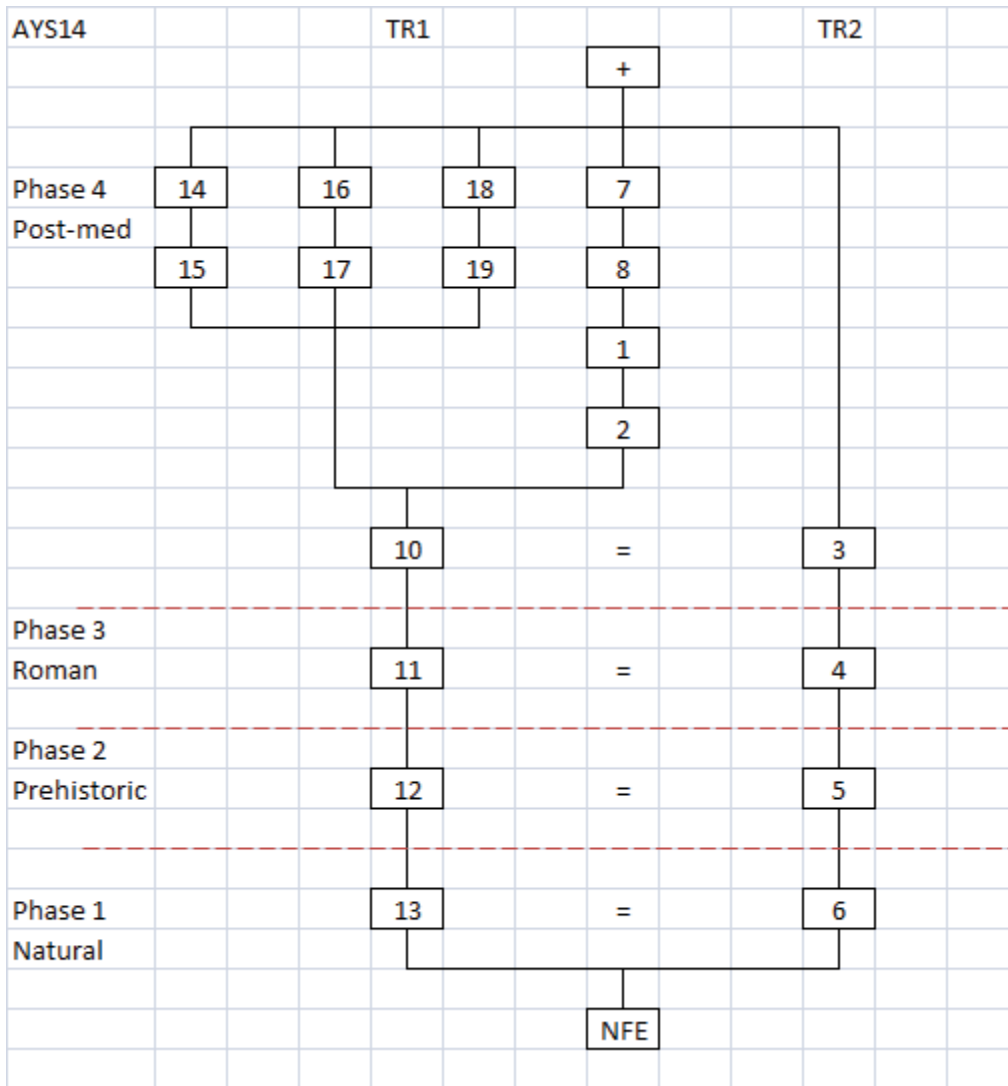 AYS14 TR1 TR2
+
Phase 4 14 16 18 7
Post-med
15 17 19 8
1
2
10 = 3
Phase 3
Roman 11 = 4
Phase 2
Prehistoric 12 = 5
Phase 1 13 = 6
Natural
NFE